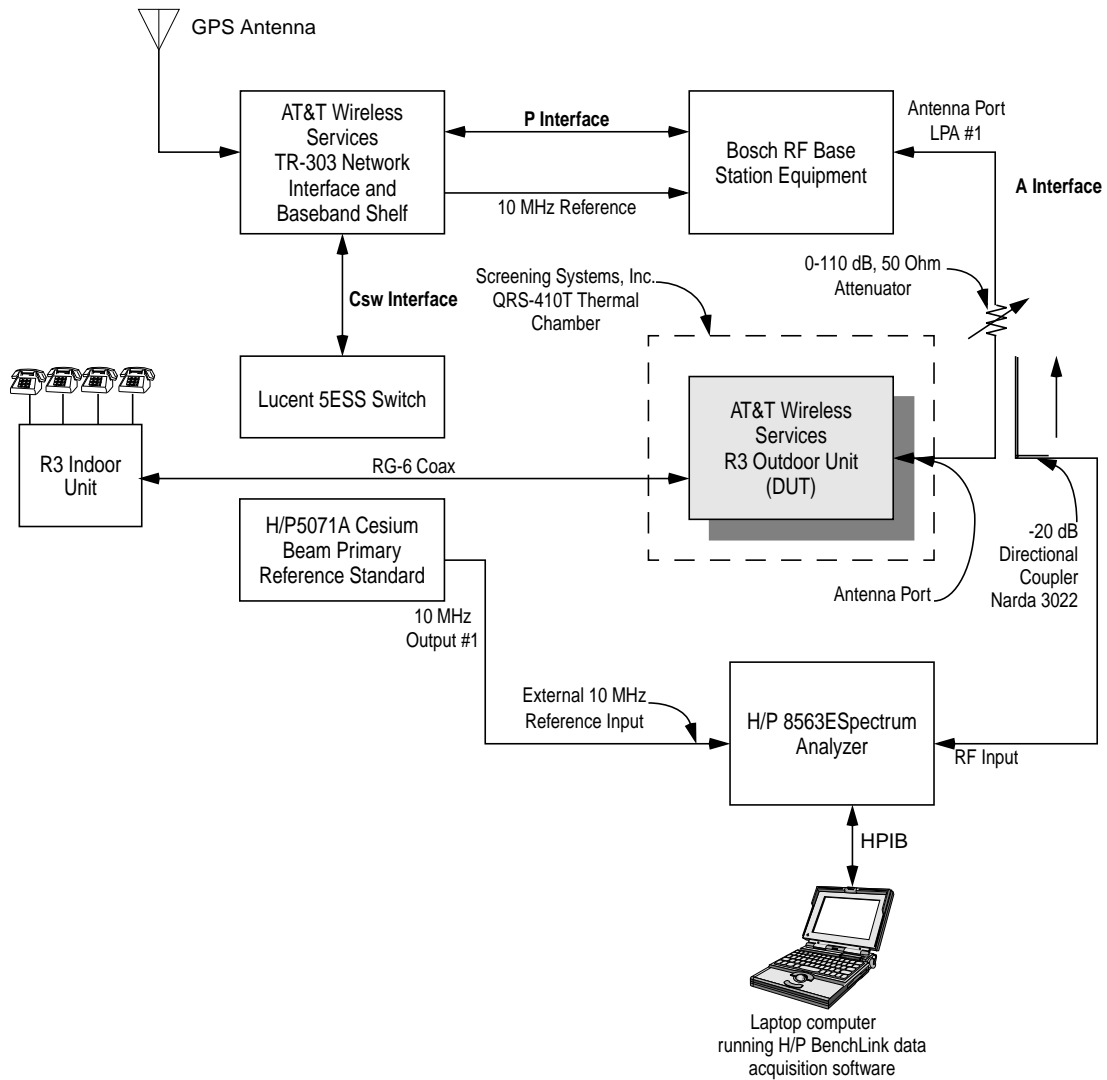 GPS Antenna
AT&T Wireless
Services
TR-303 Network
Interface and
Baseband Shelf
P Interface
10 MHz Reference
Bosch RF Base
Station Equipment
Antenna Port
LPA #1
A Interface
0-110 dB, 50 Ohm
Attenuator
Screening Systems, Inc.
QRS-410T Thermal
Chamber
Csw Interface
Lucent 5ESS Switch
AT&T Wireless
Services
R3 Outdoor Unit
(DUT)
R3 Indoor
Unit
RG-6 Coax
H/P5071A Cesium
Beam Primary
Reference Standard
-20 dB
Directional
Coupler
Narda 3022
Antenna Port
10 MHz
Output #1
External 10 MHz
Reference Input
H/P 8563ESpectrum
Analyzer
RF Input
HPIB
Laptop computer
running H/P BenchLink data
acquisition software